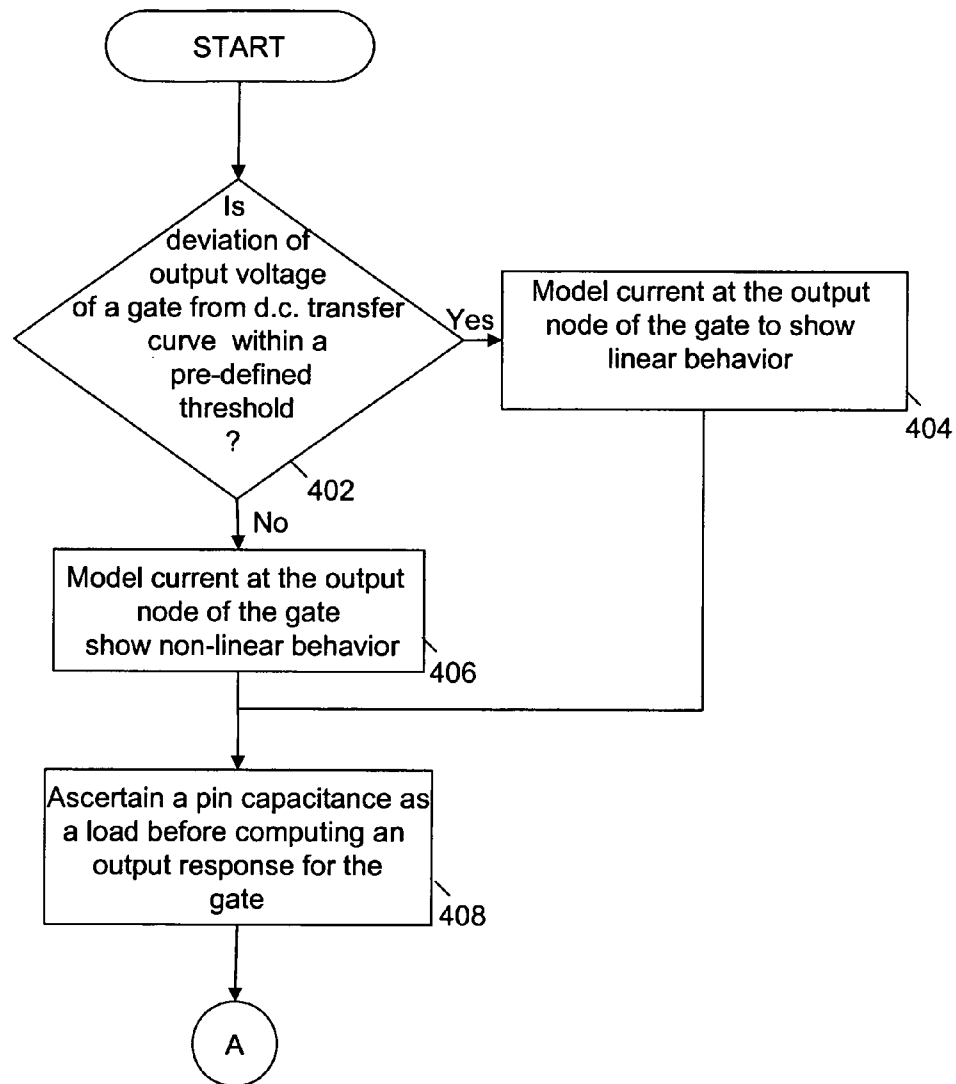 START
Is
deviation of
output voltage
of a gate from d.c. transfer
curve within a
pre-defined
threshold
?
402
Yes
Model current at the output
node of the gate to show
linear behavior
404
No
Model current at the output
node of the gate
show non-linear behavior
406
Ascertain a pin capacitance as
a load before computing an
output response for the
gate
408
A